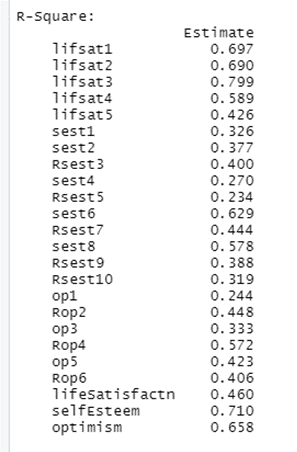 R-Square:
Estimate
lifsat1 0.697
lifsat2 0.690
lifsat3 0.799
lifsat4 0.589
lifsat5 0.426
sest1 0.326
sest2 0.377
Rsest3 0.400
sest4 0.270
Rsest5 0.234
sest6 0.629
Rsest7 0.444
sest8 0.578
Rsest9 0.388
Rsest10 0.319
op1 0.244
Rop2 0.448
op3 0.333
Rop4 0.572
op5 0.423
Rop6 0.406
lifeSatisfactn 0.460
selfEsteem 0.710
optimism 0.658